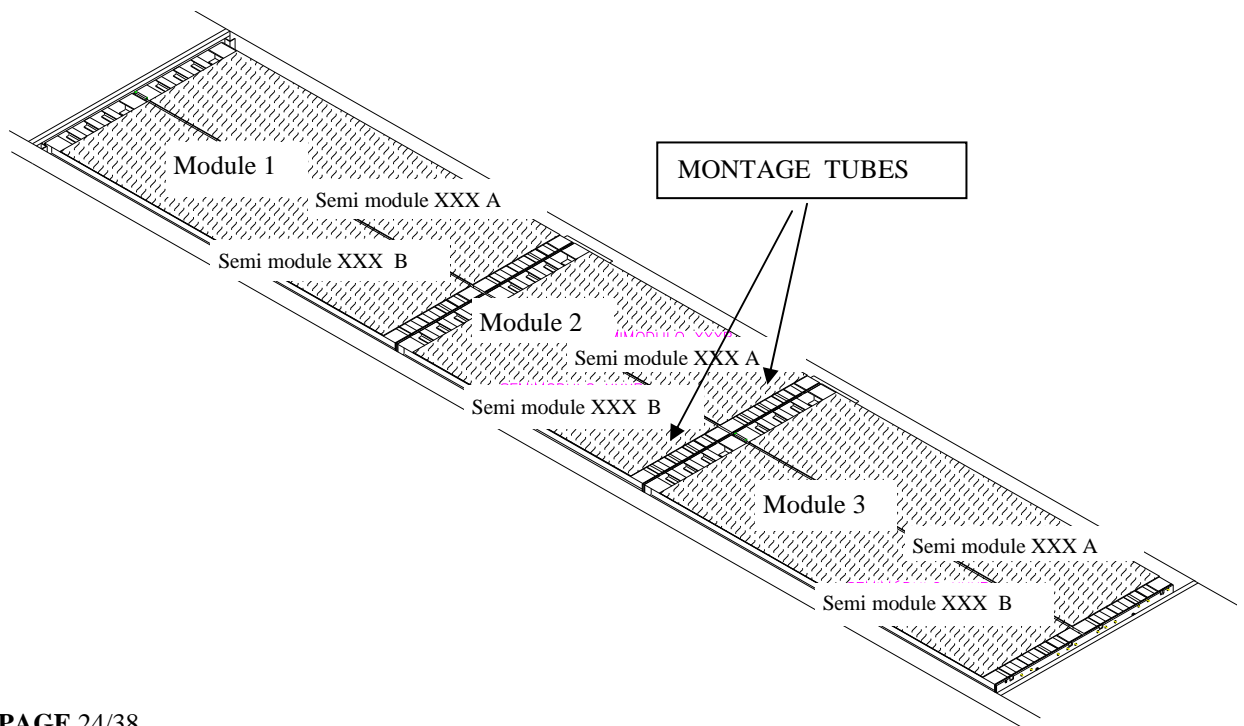 MONTAGE TUBES
Module 1
Semi module XXX A
Semi module XXX B
Module 2
Semi module XXX A
Semi module XXX B
Module 3
Semi module XXX A
Semi module XXX B
PAGE 24/38